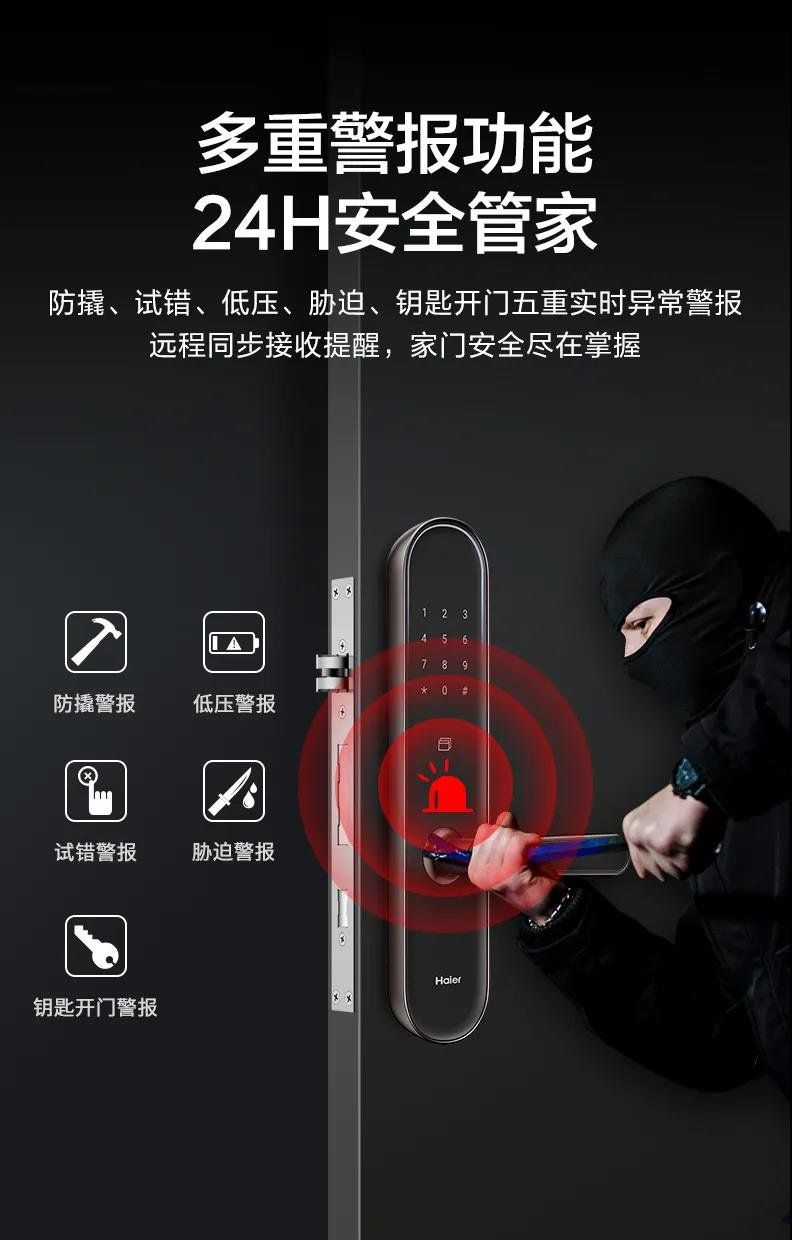 多重警报功能
24H安全管家
防撬、试错、低压、胁迫、钥匙开门五重实时异常警报
远程同步接收提醒，家门安全尽在掌握
1 2 3
4 5 6
7 8 9
* 0 #
防撬警报
低压警报
试错警报
胁迫警报
Haier
钥匙开门警报